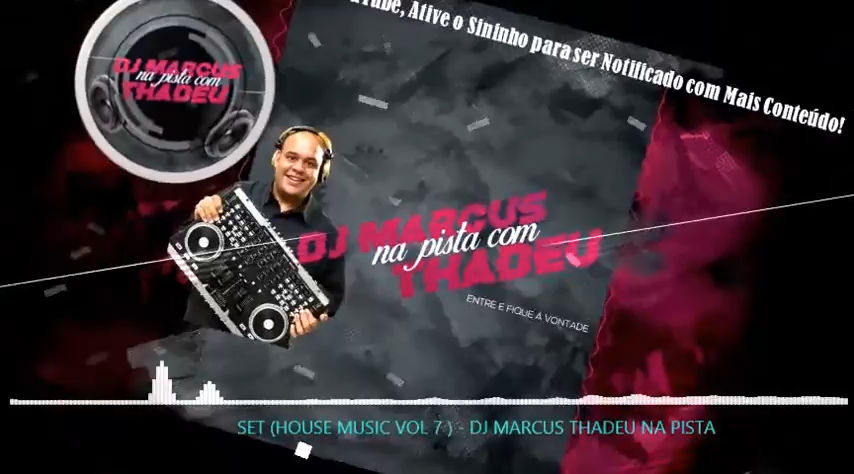 Tube, Ative o Sininho para ser Notificado com Mais Conteúdo!
DJ MARCUS
na pista com
THADEU
DJ MARCUS
na pista com
THADEU
ENTRE E FIQUE Á VONTADE
SET (HOUSE MUSIC VOL 7 ) - DJ MARCUS THADEU NA PISTA